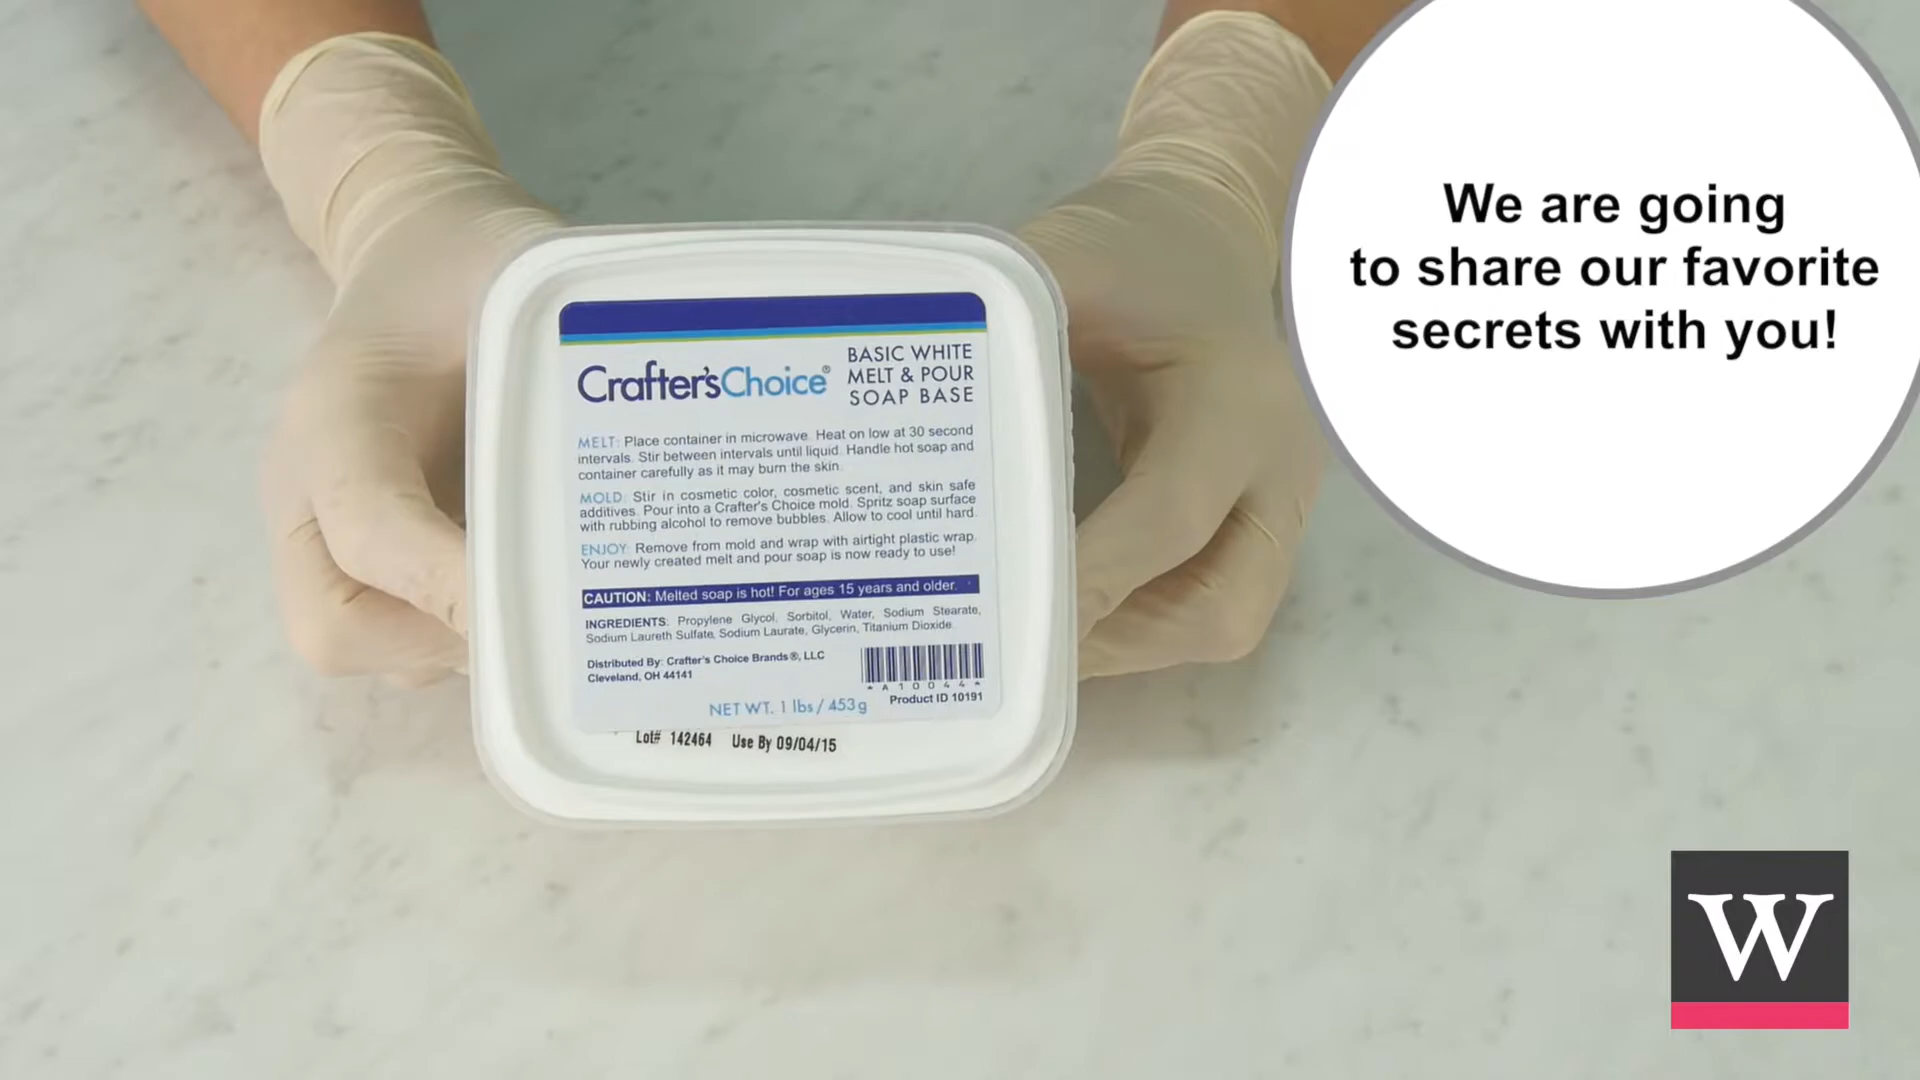 We are going
to share our favorite
secrets with you!
Crafter'sChoice®
BASIC WHITE
MELT & POUR
SOAP BASE
MELT: Place container in microwave. Heat on low at 30 second
intervals. Stir between intervals until liquid. Handle hot soap and
container carefully as it may burn the skin.
MOLD: Stir in cosmetic color, cosmetic scent, and skin safe
additives. Pour into a Crafter's Choice mold. Spritz soap surface
with rubbing alcohol to remove bubbles. Allow to cool until hard.
ENJOY: Remove from mold and wrap with airtight plastic wrap.
Your newly created melt and pour soap is now ready to use!
CAUTION: Melted soap is hot! For ages 15 years and older.
INGREDIENTS: Propylene Glycol, Sorbitol, Water, Sodium Stearate,
Sodium Laureth Sulfate, Sodium Laurate, Glycerin, Titanium Dioxide.
Distributed By: Crafter's Choice Brands®, LLC
Cleveland, OH 44141
*A10044*
Product ID 10191
NET WT. 1 lbs / 453g
Lot# 142464 Use By 09/04/15
W